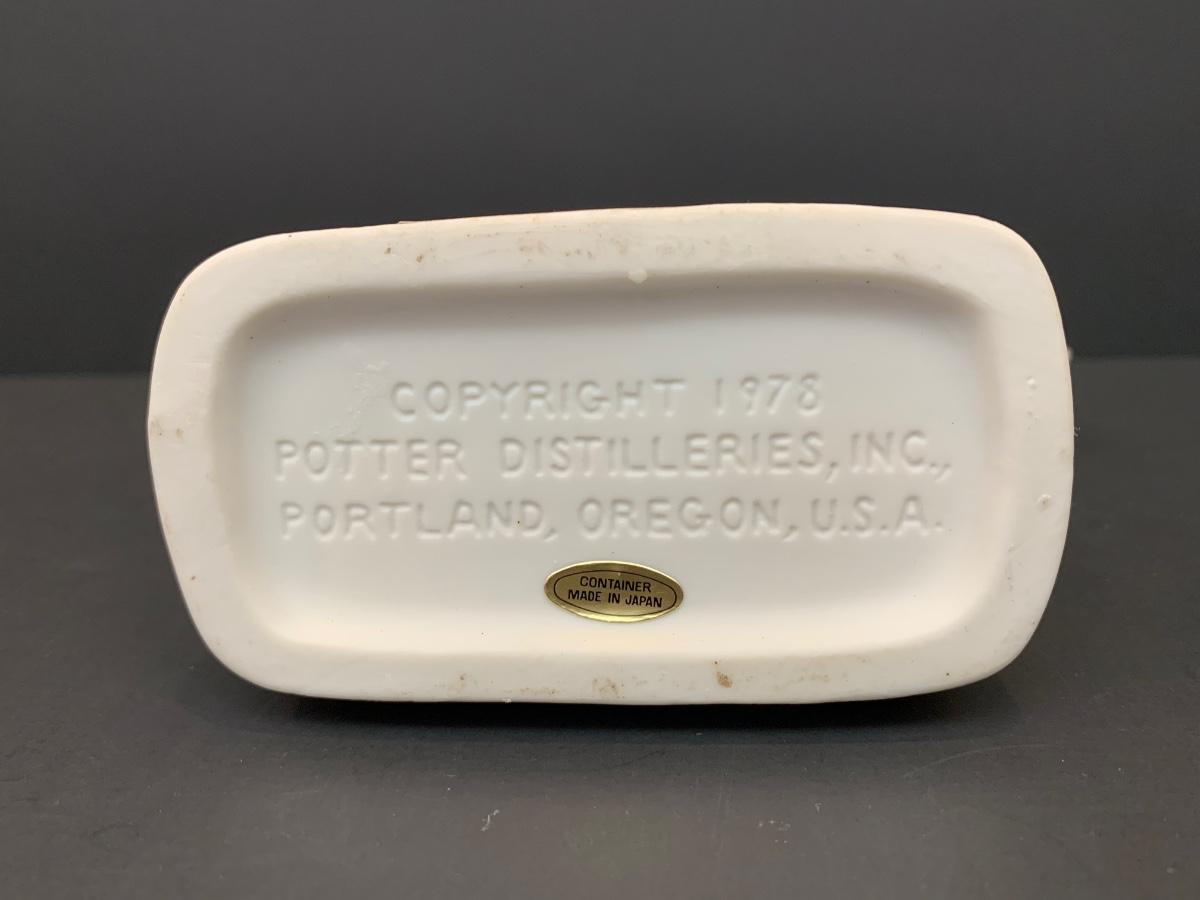 COPYRIGHT 1978
POTTER DISTILLERIES, INC.,
PORTLAND, OREGON, U.S.A.
CONTAINER
MADE IN JAPAN